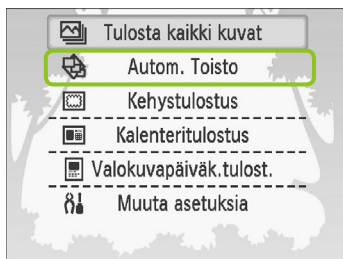 Tulosta kaikki kuvat
Autom. Toisto
Kehystulostus
Kalenteritulostus
Valokuvapäiväk.tulost.
Muuta asetuksia